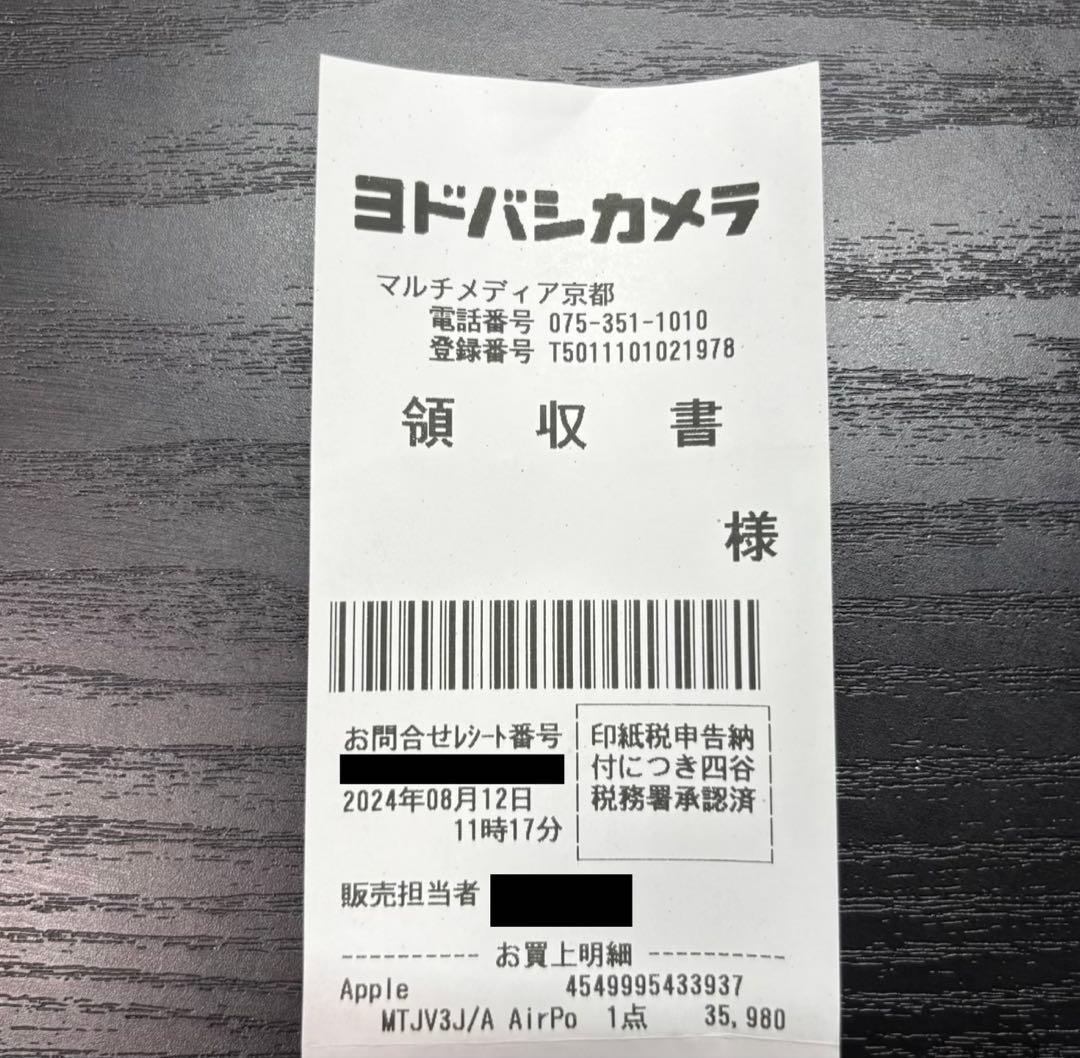 ヨドバシカメラ
マルチメディア京都
電話番号 075-351-1010
登録番号 T5011101021978
領 収 書
様
お問合せﾚｼｰﾄ番号
2024年08月12日
11時17分
印紙税申告納
付につき四谷
税務署承認済
販売担当者
---------- お買上明細 ----------
Apple 4549995433937
MTJV3J/A AirPo 1点 35,980